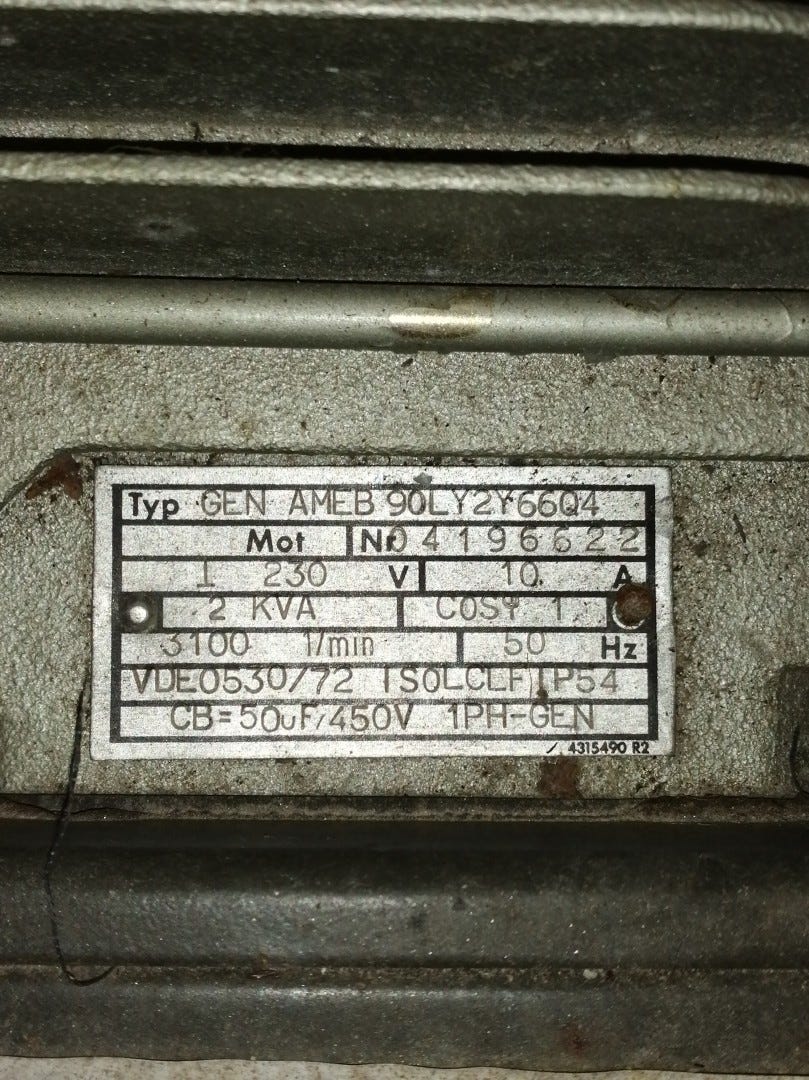 Typ GEN AMEB 90LY2Y66Q4
Mot Nr 04196622
1 230 V 10. A
2 KVA COSY 1
3100 1/min 50 Hz
VDE0530/72 ISOLCLF IP54
CB=50uF/450V 1PH-GEN
4315490 R2